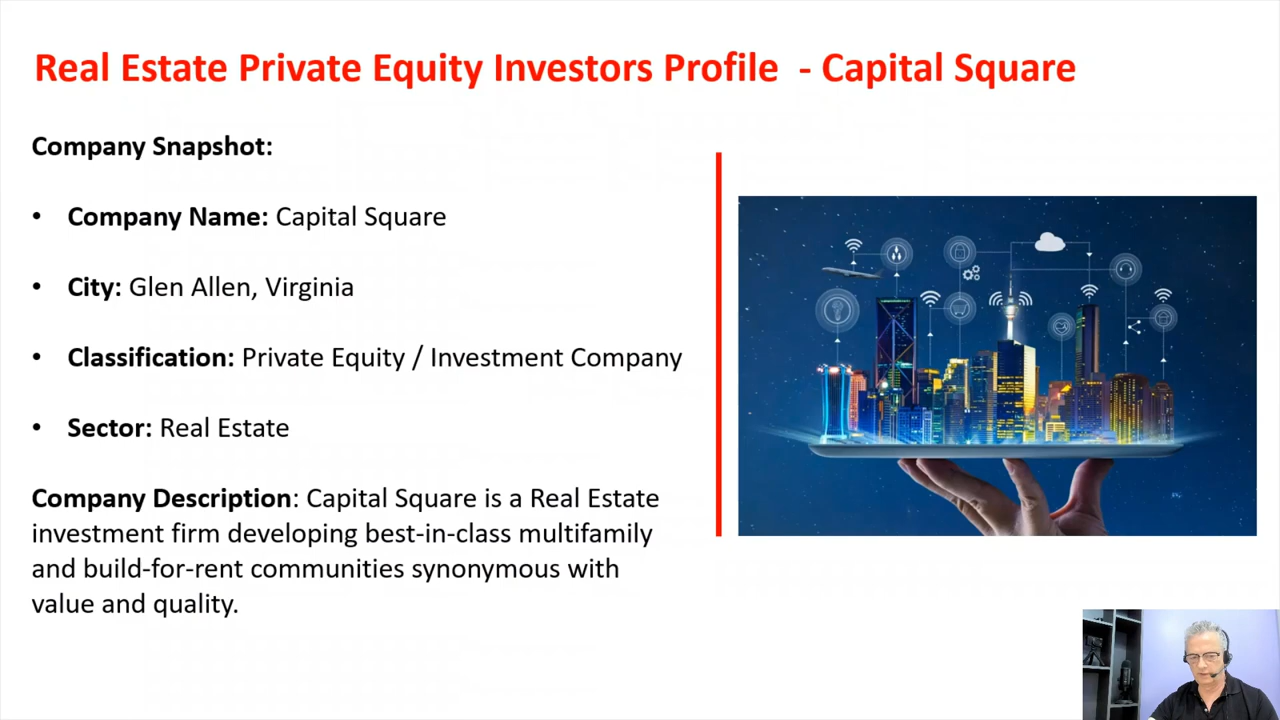 Real Estate Private Equity Investors Profile - Capital Square
Company Snapshot:
• Company Name: Capital Square
• City: Glen Allen, Virginia
• Classification: Private Equity / Investment Company
• Sector: Real Estate
Company Description: Capital Square is a Real Estate
investment firm developing best-in-class multifamily
and build-for-rent communities synonymous with
value and quality.